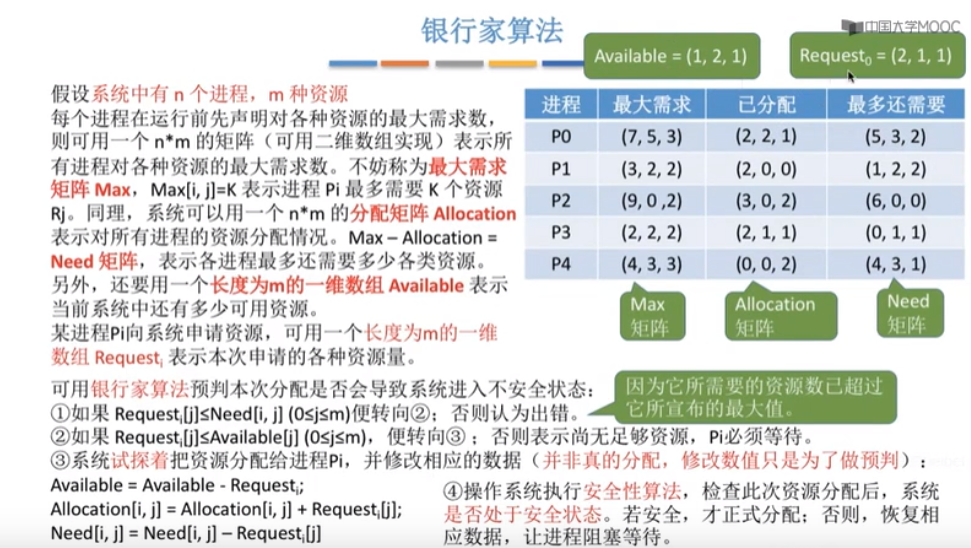 银行家算法
中国大学MOOC
Available = (1, 2, 1)
Request₀ = (2, 1, 1)
假设系统中有 n 个进程，m 种资源
每个进程在运行前先声明对各种资源的最大需求数，
则可用一个 n*m 的矩阵（可用二维数组实现）表示所
有进程对各种资源的最大需求数。不妨称为最大需求
矩阵 Max，Max[i, j]=K 表示进程 Pi 最多需要 K 个资源
Rj。同理，系统可以用一个 n*m 的分配矩阵 Allocation
表示对所有进程的资源分配情况。Max – Allocation =
Need 矩阵，表示各进程最多还需要多少各类资源。
另外，还要用一个长度为m的一维数组 Available 表示
当前系统中还有多少可用资源。
某进程Pi向系统申请资源，可用一个长度为m的一维
数组 Requestᵢ 表示本次申请的各种资源量。
进程 最大需求 已分配 最多还需要
P0 (7, 5, 3) (2, 2, 1) (5, 3, 2)
P1 (3, 2, 2) (2, 0, 0) (1, 2, 2)
P2 (9, 0 ,2) (3, 0, 2) (6, 0, 0)
P3 (2, 2, 2) (2, 1, 1) (0, 1, 1)
P4 (4, 3, 3) (0, 0, 2) (4, 3, 1)
Max
矩阵
Allocation
矩阵
Need
矩阵
可用银行家算法预判本次分配是否会导致系统进入不安全状态：
①如果 Requestᵢ[j]≤Need[i, j] (0≤j≤m)便转向②；否则认为出错。
因为它所需要的资源数已超过
它所宣布的最大值。
②如果 Requestᵢ[j]≤Available[j] (0≤j≤m)，便转向③；否则表示尚无足够资源，Pi必须等待。
③系统试探着把资源分配给进程Pi，并修改相应的数据（并非真的分配，修改数值只是为了做预判）：
Available = Available - Requestᵢ;
Allocation[i, j] = Allocation[i, j] + Requestᵢ[j];
Need[i, j] = Need[i, j] – Requestᵢ[j]
④操作系统执行安全性算法，检查此次资源分配后，系统
是否处于安全状态。若安全，才正式分配；否则，恢复相
应数据，让进程阻塞等待。